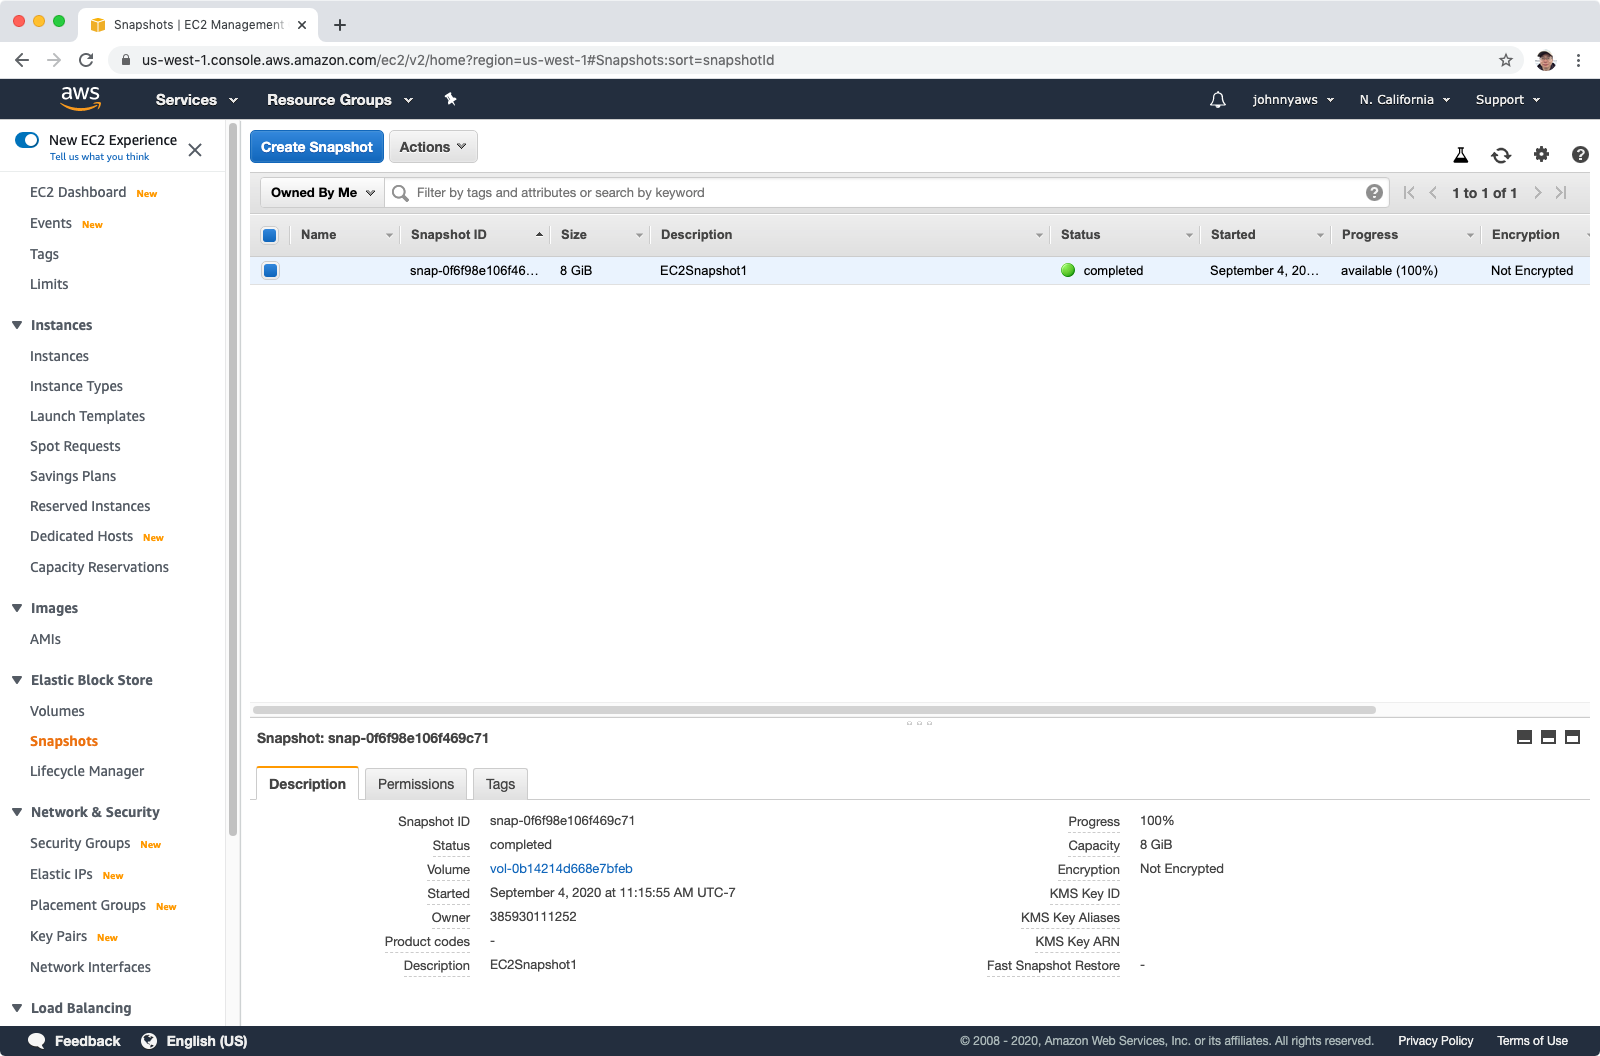 Snapshots | EC2 Management
us-west-1.console.aws.amazon.com/ec2/v2/home?region=us-west-1#Snapshots:sort=snapshotId
aws Services Resource Groups johnnyaws N. California Support
New EC2 Experience
Tell us what you think
EC2 Dashboard New
Events New
Tags
Limits
Instances
Instances
Instance Types
Launch Templates
Spot Requests
Savings Plans
Reserved Instances
Dedicated Hosts New
Capacity Reservations
Images
AMIs
Elastic Block Store
Volumes
Snapshots
Lifecycle Manager
Network & Security
Security Groups New
Elastic IPs New
Placement Groups New
Key Pairs New
Network Interfaces
Load Balancing
Create Snapshot Actions
Owned By Me Filter by tags and attributes or search by keyword 1 to 1 of 1
Name Snapshot ID Size Description Status Started Progress Encryption
snap-0f6f98e106f46... 8 GiB EC2Snapshot1 completed September 4, 20... available (100%) Not Encrypted
Snapshot: snap-0f6f98e106f469c71
Description Permissions Tags
Snapshot ID snap-0f6f98e106f469c71
Status completed
Volume vol-0b14214d668e7bfeb
Started September 4, 2020 at 11:15:55 AM UTC-7
Owner 385930111252
Product codes -
Description EC2Snapshot1
Progress 100%
Capacity 8 GiB
Encryption Not Encrypted
KMS Key ID
KMS Key Aliases
KMS Key ARN
Fast Snapshot Restore -
Feedback English (US) © 2008 - 2020, Amazon Web Services, Inc. or its affiliates. All rights reserved. Privacy Policy Terms of Use